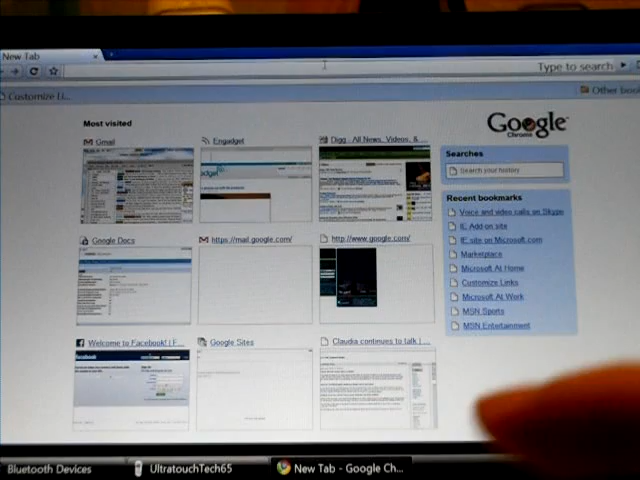 New Tab
Type to search
Customize Li...
Other boo
Most visited
Google
Chrome
Gmail
Engadget
Digg - All News, Videos, & ...
Searches
Search your history
Recent bookmarks
Voice and video calls on Skype
IE Add-on site
IE site on Microsoft.com
Marketplace
Microsoft At Home
Customize Links
Microsoft At Work
MSN Sports
MSN Entertainment
Google Docs
https://mail.google.com/
http://www.google.com/
Welcome to Facebook! | F...
Google Sites
Claudia continues to talk | ...
facebook
Bluetooth Devices
UltratouchTech65
New Tab - Google Ch...